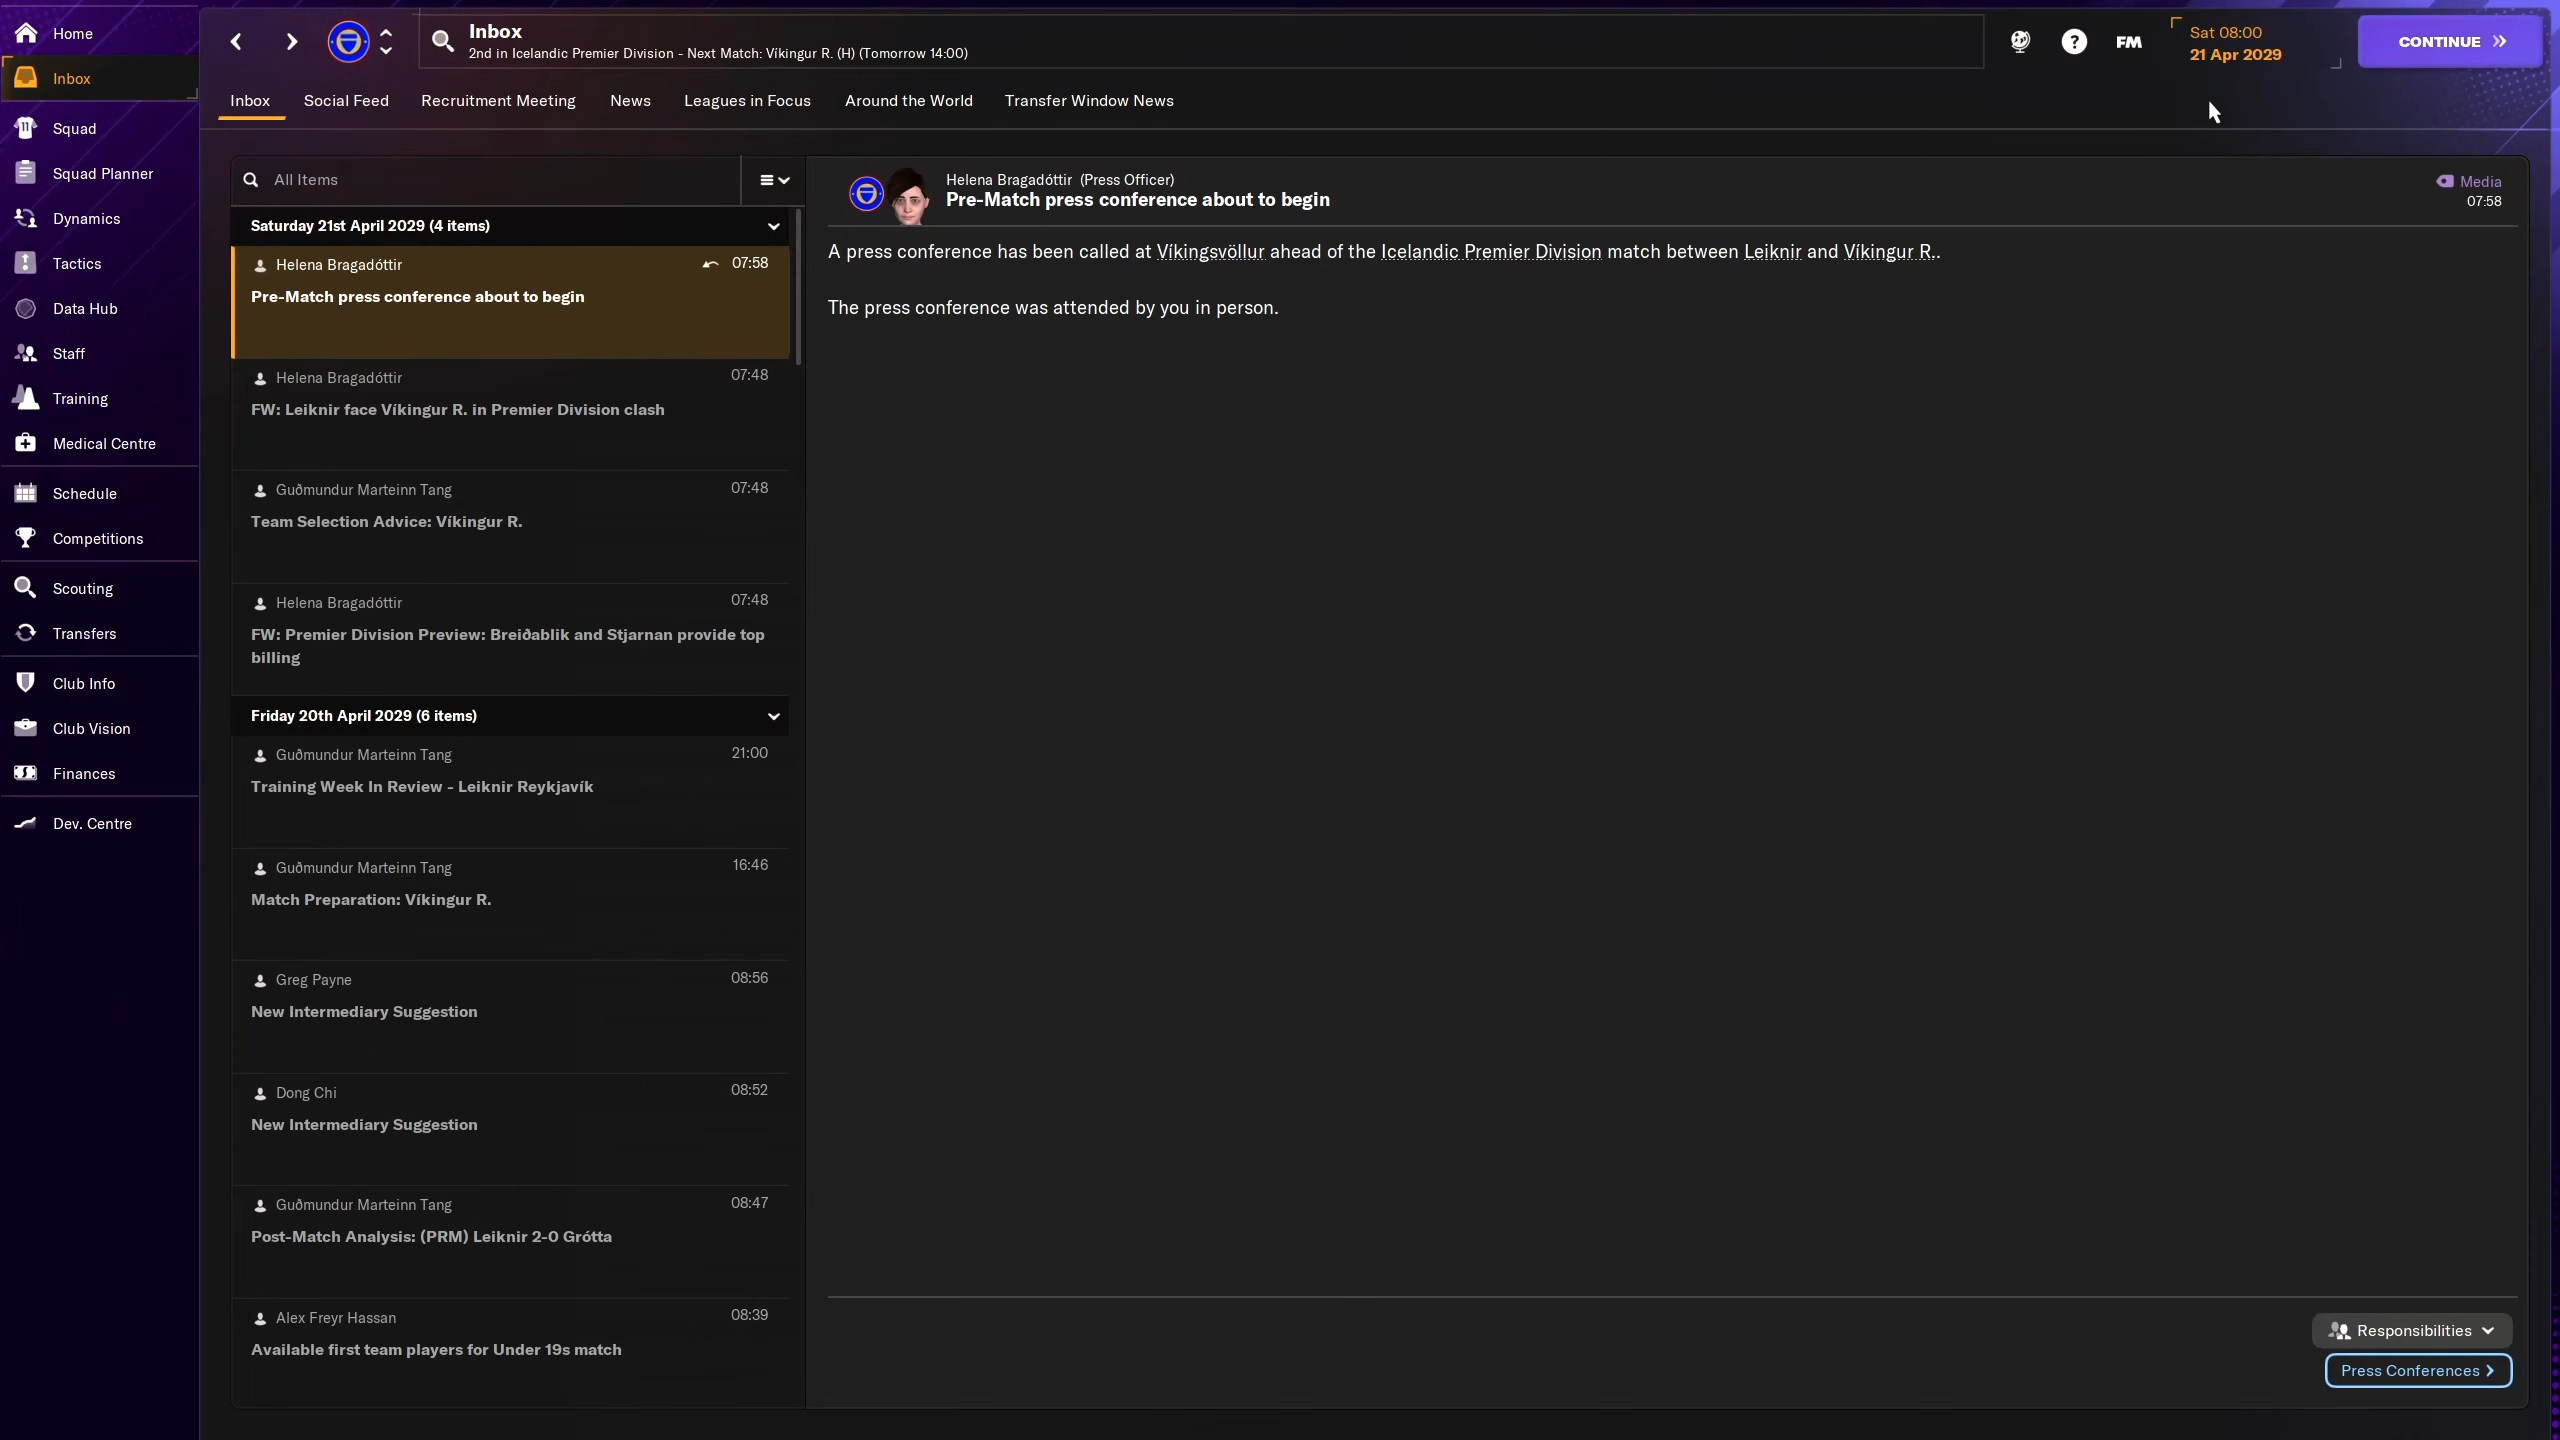 Home
Inbox
Squad
Squad Planner
Dynamics
Tactics
Data Hub
Staff
Training
Medical Centre
Schedule
Competitions
Scouting
Transfers
Club Info
Club Vision
Finances
Dev. Centre
Inbox
2nd in Icelandic Premier Division - Next Match: Víkingur R. (H) (Tomorrow 14:00)
FM
Sat 08:00
21 Apr 2029
CONTINUE
Inbox Social Feed Recruitment Meeting News Leagues in Focus Around the World Transfer Window News
All Items
Saturday 21st April 2029 (4 items)
Helena Bragadóttir 07:58
Pre-Match press conference about to begin
Helena Bragadóttir 07:48
FW: Leiknir face Víkingur R. in Premier Division clash
Guðmundur Marteinn Tang 07:48
Team Selection Advice: Víkingur R.
Helena Bragadóttir 07:48
FW: Premier Division Preview: Breiðablik and Stjarnan provide top
billing
Friday 20th April 2029 (6 items)
Guðmundur Marteinn Tang 21:00
Training Week In Review - Leiknir Reykjavík
Guðmundur Marteinn Tang 16:46
Match Preparation: Víkingur R.
Greg Payne 08:56
New Intermediary Suggestion
Dong Chi 08:52
New Intermediary Suggestion
Guðmundur Marteinn Tang 08:47
Post-Match Analysis: (PRM) Leiknir 2-0 Grótta
Alex Freyr Hassan 08:39
Available first team players for Under 19s match
Helena Bragadóttir (Press Officer)
Pre-Match press conference about to begin
Media
07:58
A press conference has been called at Víkingsvöllur ahead of the Icelandic Premier Division match between Leiknir and Víkingur R..
The press conference was attended by you in person.
Responsibilities
Press Conferences